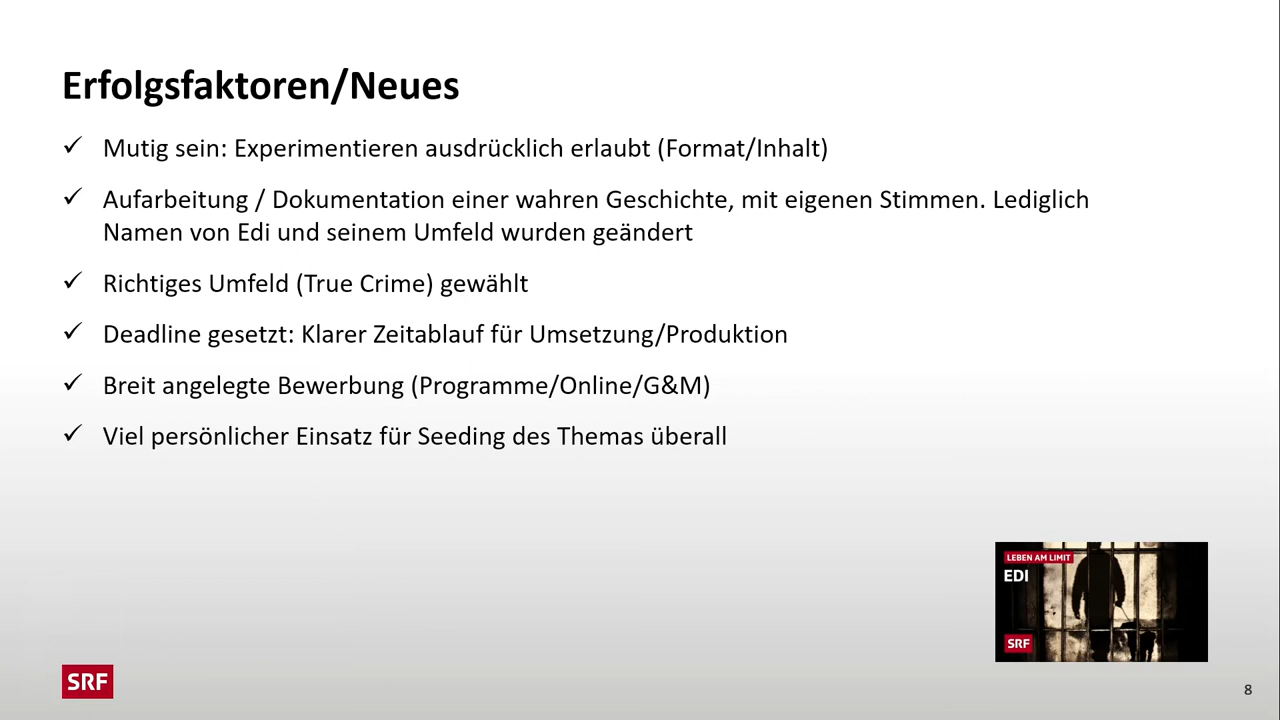 Erfolgsfaktoren/Neues
✓ Mutig sein: Experimentieren ausdrücklich erlaubt (Format/Inhalt)
✓ Aufarbeitung / Dokumentation einer wahren Geschichte, mit eigenen Stimmen. Lediglich
Namen von Edi und seinem Umfeld wurden geändert
✓ Richtiges Umfeld (True Crime) gewählt
✓ Deadline gesetzt: Klarer Zeitablauf für Umsetzung/Produktion
✓ Breit angelegte Bewerbung (Programme/Online/G&M)
✓ Viel persönlicher Einsatz für Seeding des Themas überall
LEBEN AM LIMIT
EDI
SRF
SRF
8